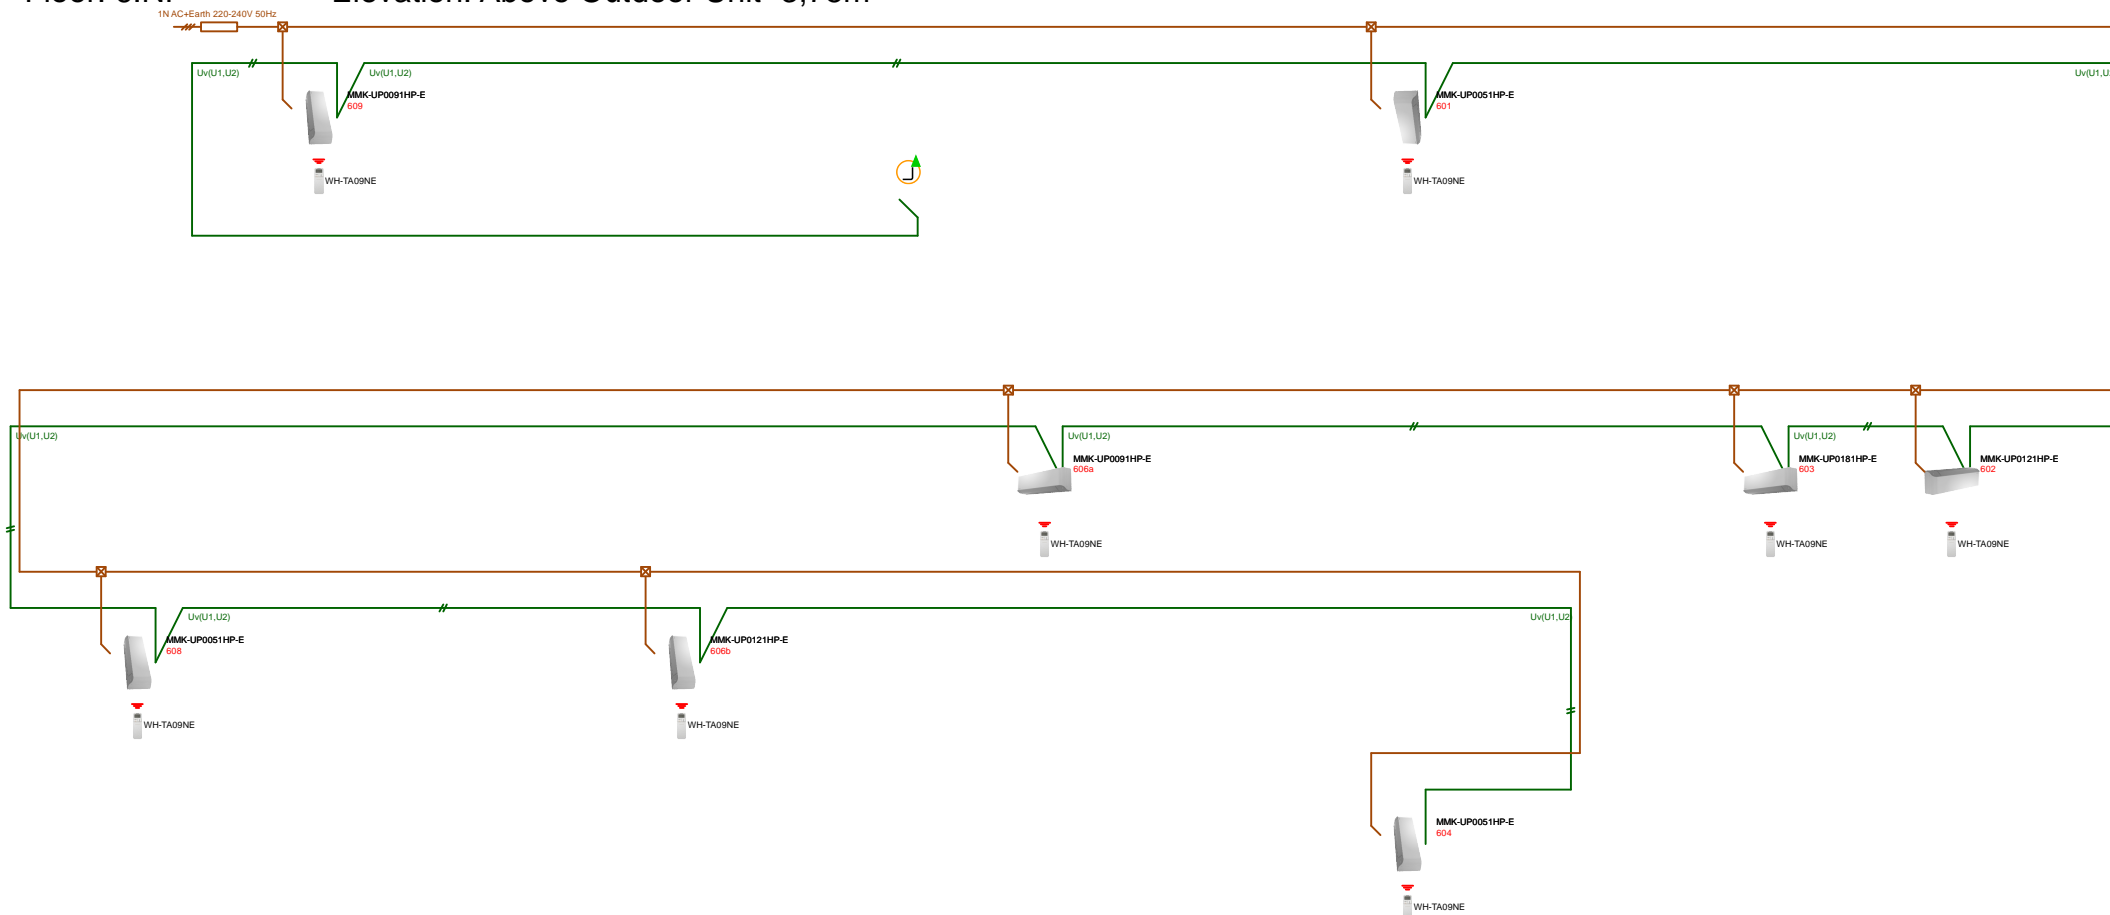 1N AC+Earth 220-240V 50Hz
Uv(U1,U2)
Uv(U1,U2)
MMK-UP0091HP-E
609
WH-TA09NE
MMK-UP0051HP-E
601
WH-TA09NE
Uv(U1,U2)
Uv(U1,U2)
MMK-UP0091HP-E
606a
WH-TA09NE
Uv(U1,U2)
MMK-UP0181HP-E
603
WH-TA09NE
MMK-UP0121HP-E
602
WH-TA09NE
Uv(U1,U2)
MMK-UP0051HP-E
608
WH-TA09NE
MMK-UP0121HP-E
606b
WH-TA09NE
Uv(U1,U2
MMK-UP0051HP-E
604
WH-TA09NE